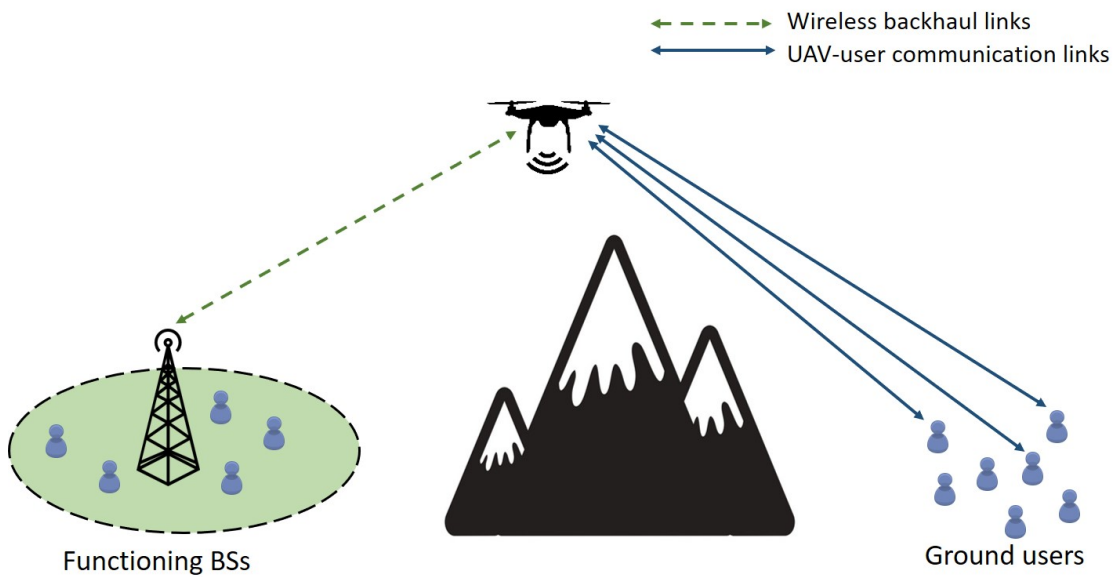 Wireless backhaul links
UAV-user communication links
Functioning BSs
Ground users